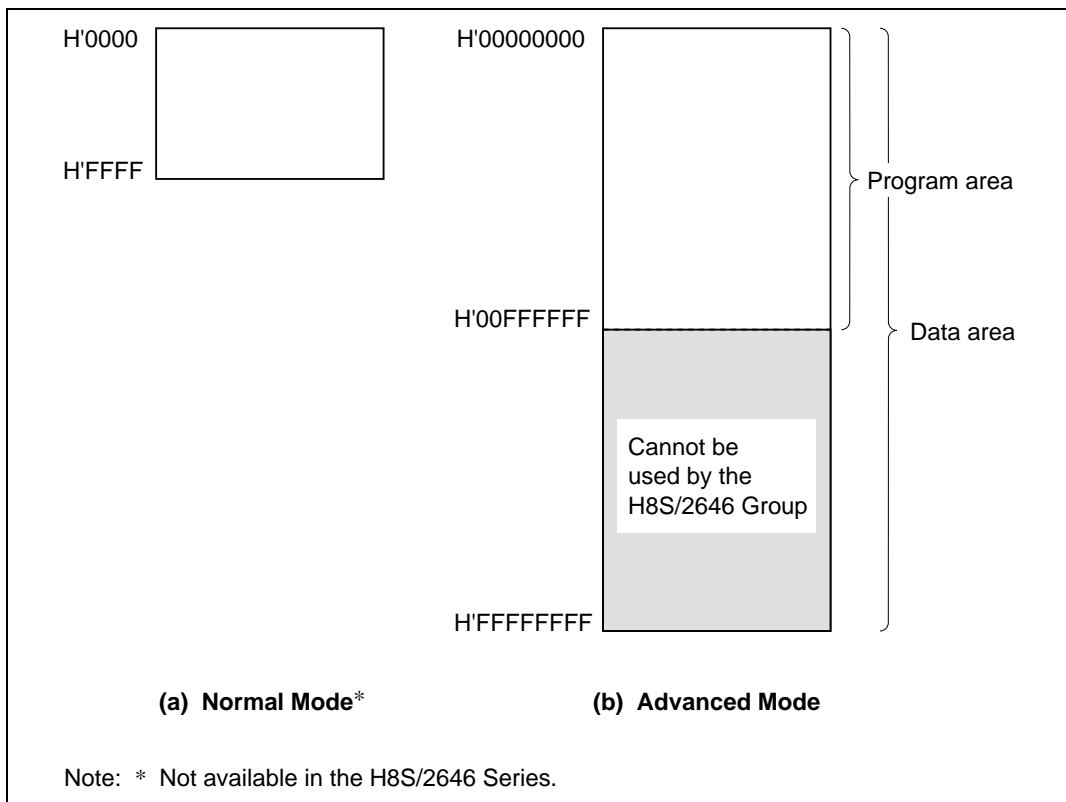 H'0000
H'FFFF
H'00000000
H'00FFFFFF
H'FFFFFFFF
Program area
Data area
Cannot be
used by the
H8S/2646 Group
(a) Normal Mode*
(b) Advanced Mode
Note: * Not available in the H8S/2646 Series.